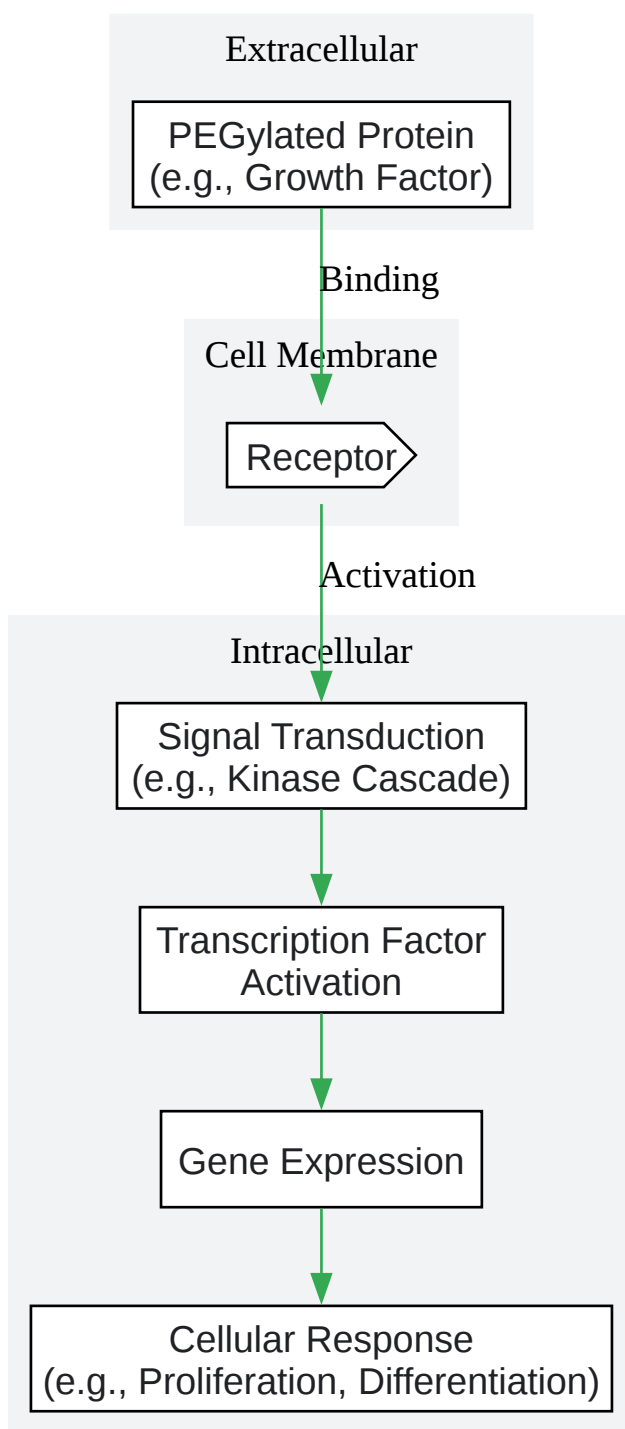 Extracellular
PEGylated Protein
(e.g., Growth Factor)
Binding
Cell Membrane
Receptor
Activation
Intracellular
Signal Transduction
(e.g., Kinase Cascade)
Transcription Factor
Activation
Gene Expression
Cellular Response
(e.g., Proliferation, Differentiation)